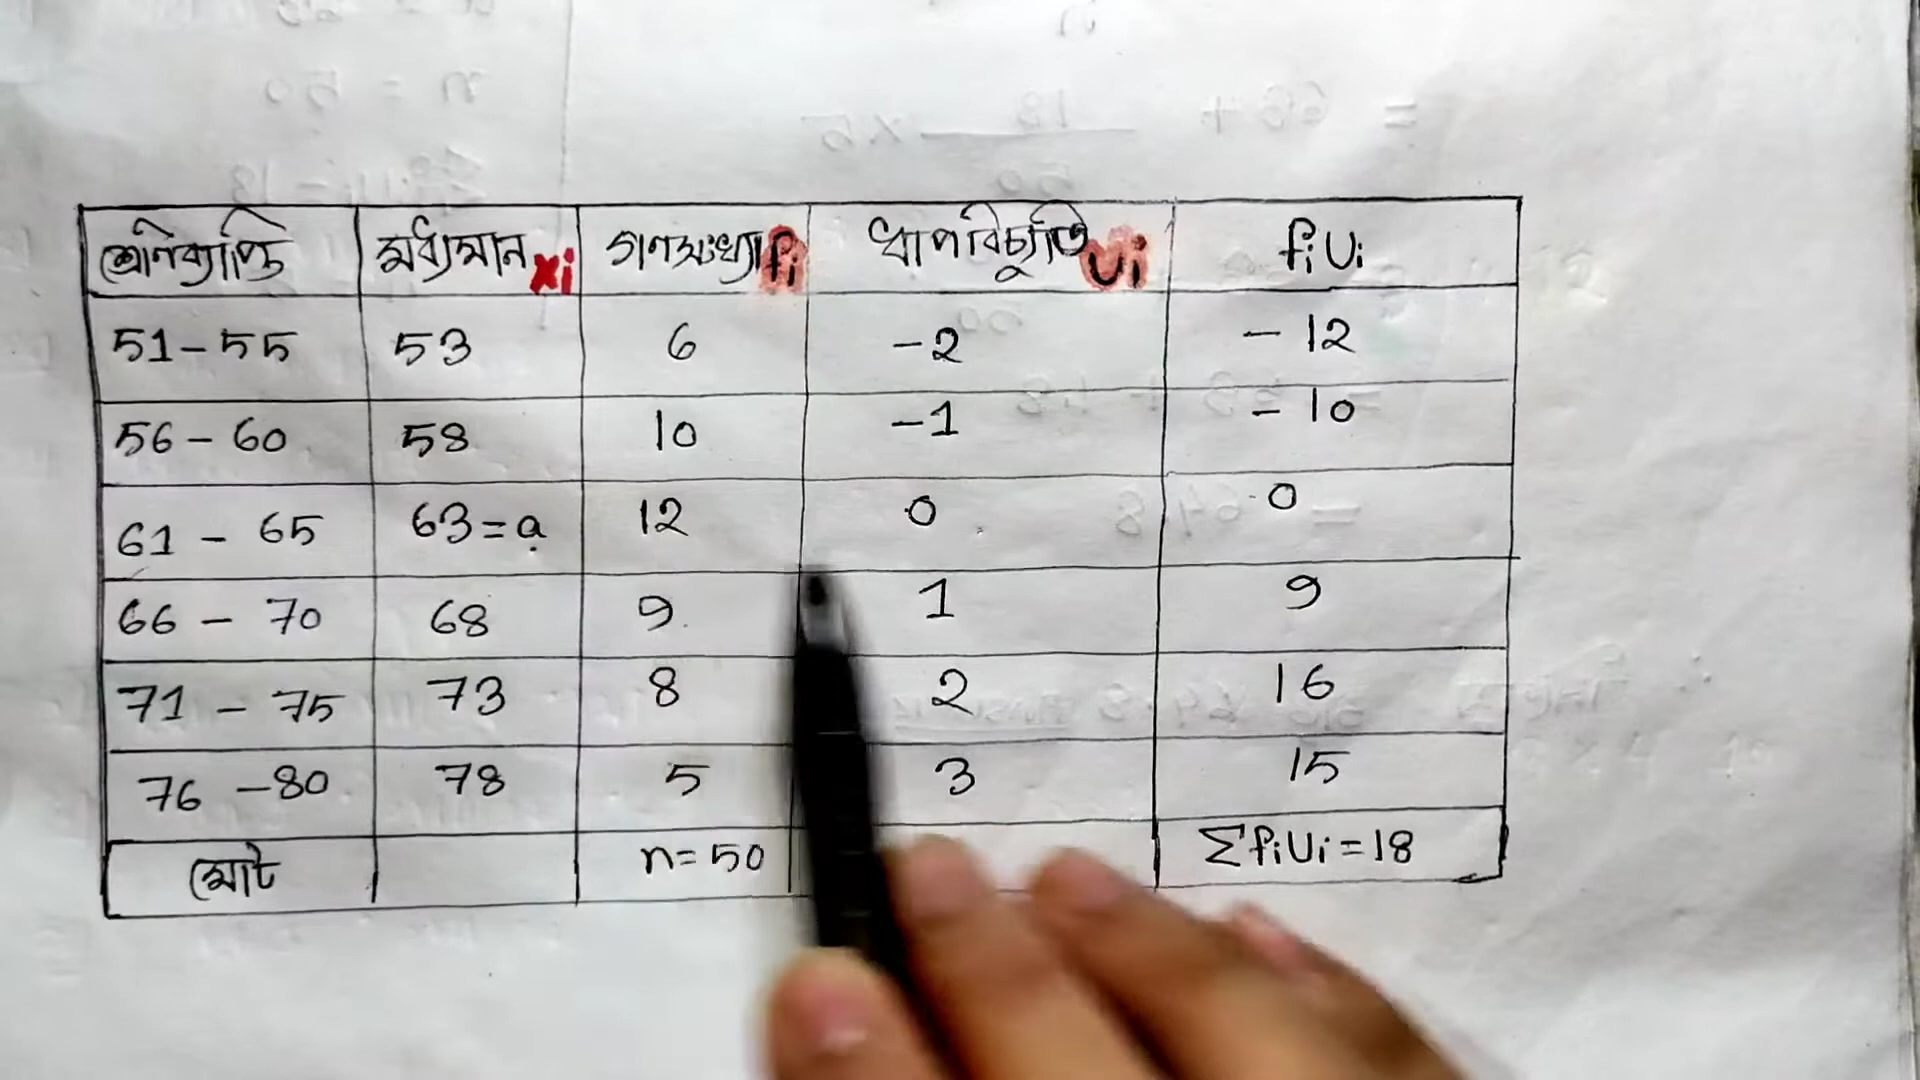 শ্রেণিব্যাপ্তি মধ্যমান xi গণসংখ্যা fi ধাপবিচ্যুতি Ui fiUi
51-55 53 6 -2 - 12
56 - 60 58 10 -1 - 10
61 - 65 63=a 12 0 0
66 - 70 68 9 1 9
71 - 75 73 8 2 16
76 -80 78 5 3 15
মোট n=50 ΣfiUi=18